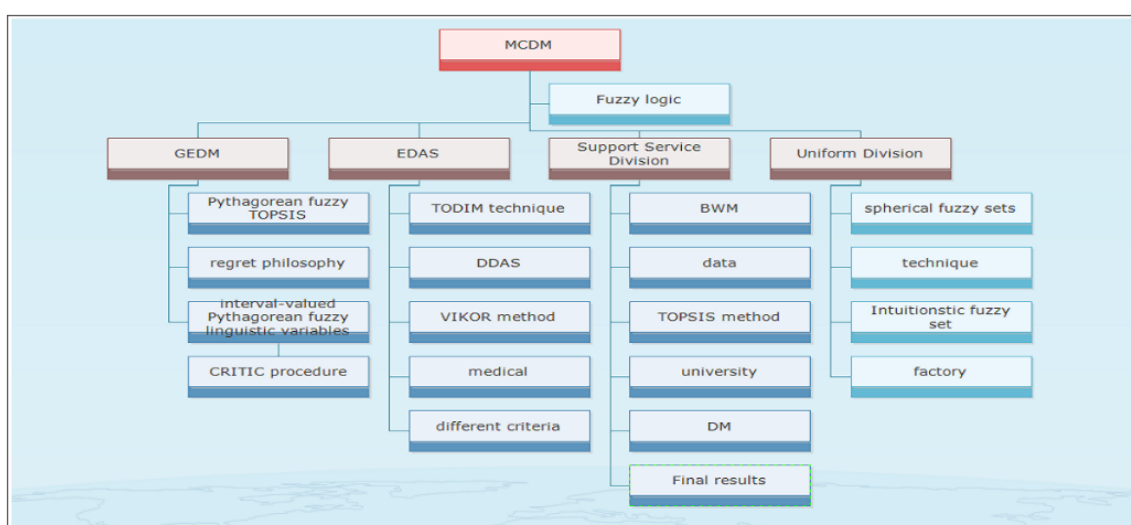 MCDM
Fuzzy logic
GEDM
EDAS
Support Service
Division
Uniform Division
Pythagorean fuzzy
TOPSIS
regret philosophy
interval-valued
Pythagorean fuzzy
linguistic variables
CRITIC procedure
TODIM technique
DDAS
VIKOR method
medical
different criteria
BWM
data
TOPSIS method
university
DM
Final results
spherical fuzzy sets
technique
Intuitionstic fuzzy
set
factory